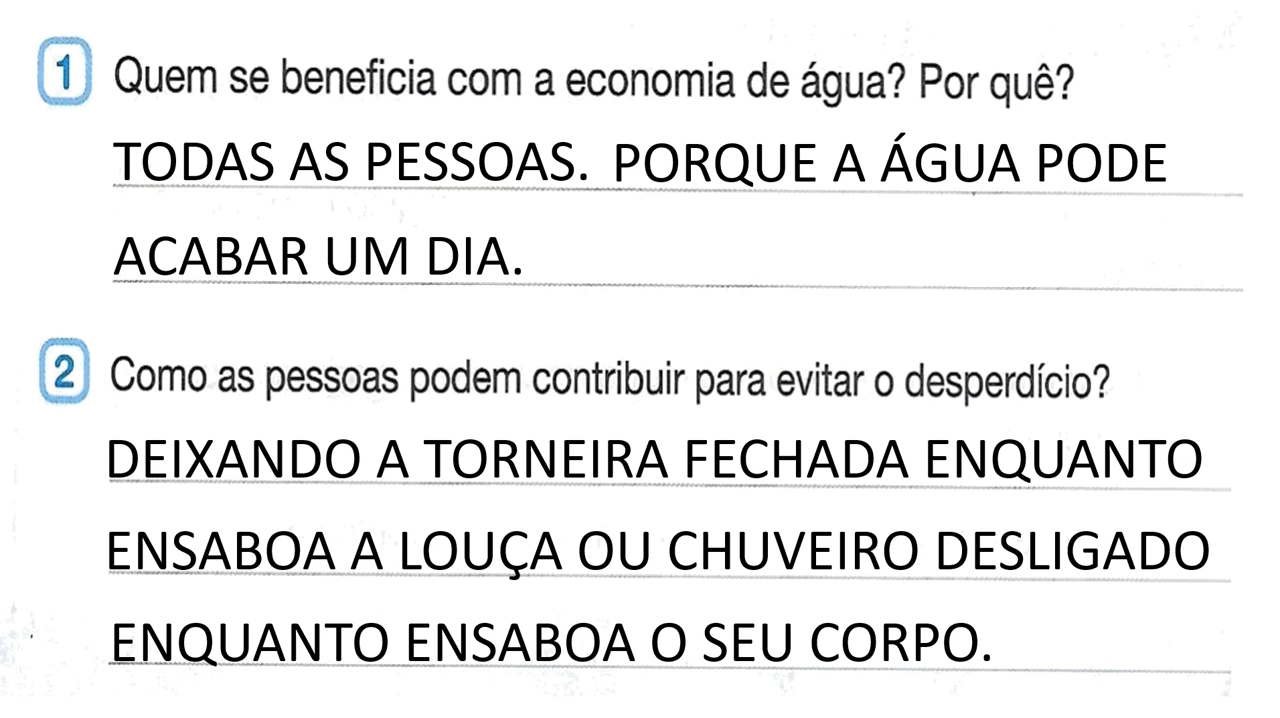 1 Quem se beneficia com a economia de água? Por quê?
TODAS AS PESSOAS. PORQUE A ÁGUA PODE
ACABAR UM DIA.
2 Como as pessoas podem contribuir para evitar o desperdício?
DEIXANDO A TORNEIRA FECHADA ENQUANTO
ENSABOA A LOUÇA OU CHUVEIRO DESLIGADO
ENQUANTO ENSABOA O SEU CORPO.